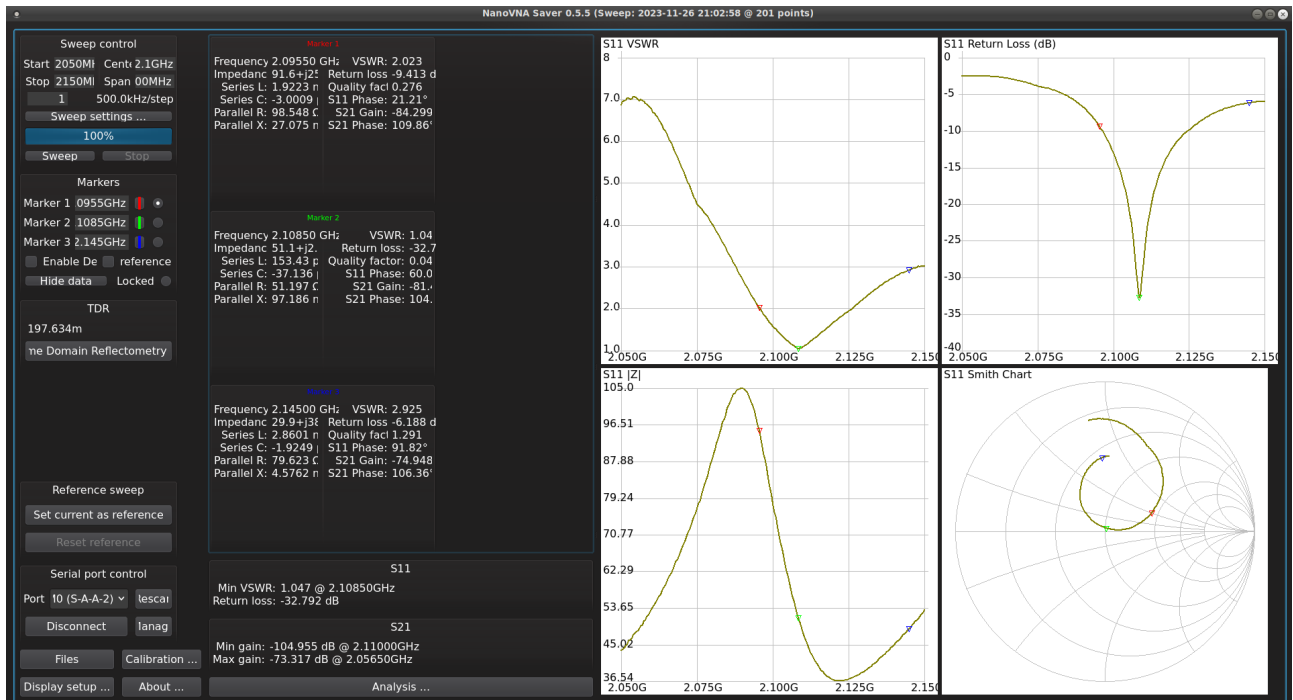 NanoVNA Saver 0.5.5 (Sweep: 2023-11-26 21:02:58 @ 201 points)
Sweep control
Start 2050MH Cente 2.1GHz
Stop 2150MI Span 00MHz
1 500.0kHz/step
Sweep settings ...
100%
Sweep Stop
Markers
Marker 1 0955GHz
Marker 2 1085GHz
Marker 3 2.145GHz
Enable De reference
Hide data Locked
TDR
197.634m
ne Domain Reflectometry
Reference sweep
Set current as reference
Reset reference
Serial port control
Port 10 (S-A-A-2) lescai
Disconnect lanag
Files Calibration ...
Display setup ... About ...
Marker 1
Frequency 2.09550 GHz VSWR: 2.023
Impedanc 91.6+j25 Return loss -9.413 d
Series L: 1.9223 n Quality fact 0.276
Series C: -3.0009 p S11 Phase: 21.21°
Parallel R: 98.548 Ω S21 Gain: -84.299
Parallel X: 27.075 n S21 Phase: 109.86°
Marker 2
Frequency 2.10850 GHz VSWR: 1.04
Impedanc 51.1+j2. Return loss: -32.7
Series L: 153.43 p Quality factor: 0.04
Series C: -37.136 p S11 Phase: 60.0
Parallel R: 51.197 Ω S21 Gain: -81.
Parallel X: 97.186 n S21 Phase: 104.
Marker 3
Frequency 2.14500 GHz VSWR: 2.925
Impedanc 29.9+j38 Return loss -6.188 d
Series L: 2.8601 n Quality fact 1.291
Series C: -1.9249 p S11 Phase: 91.82°
Parallel R: 79.623 Ω S21 Gain: -74.948
Parallel X: 4.5762 n S21 Phase: 106.36°
S11
Min VSWR: 1.047 @ 2.10850GHz
Return loss: -32.792 dB
S21
Min gain: -104.955 dB @ 2.11000GHz
Max gain: -73.317 dB @ 2.05650GHz
Analysis ...
S11 VSWR
8
7.0
6.0
5.0
4.0
3.0
2.0
1.0
2.050G 2.075G 2.100G 2.125G 2.150
S11 Return Loss (dB)
0
-5
-10
-15
-20
-25
-30
-35
-40
2.050G 2.075G 2.100G 2.125G 2.150
S11 |Z|
105.0
96.51
87.88
79.24
70.77
62.29
53.65
45.02
36.54
2.050G 2.075G 2.100G 2.125G 2.150
S11 Smith Chart